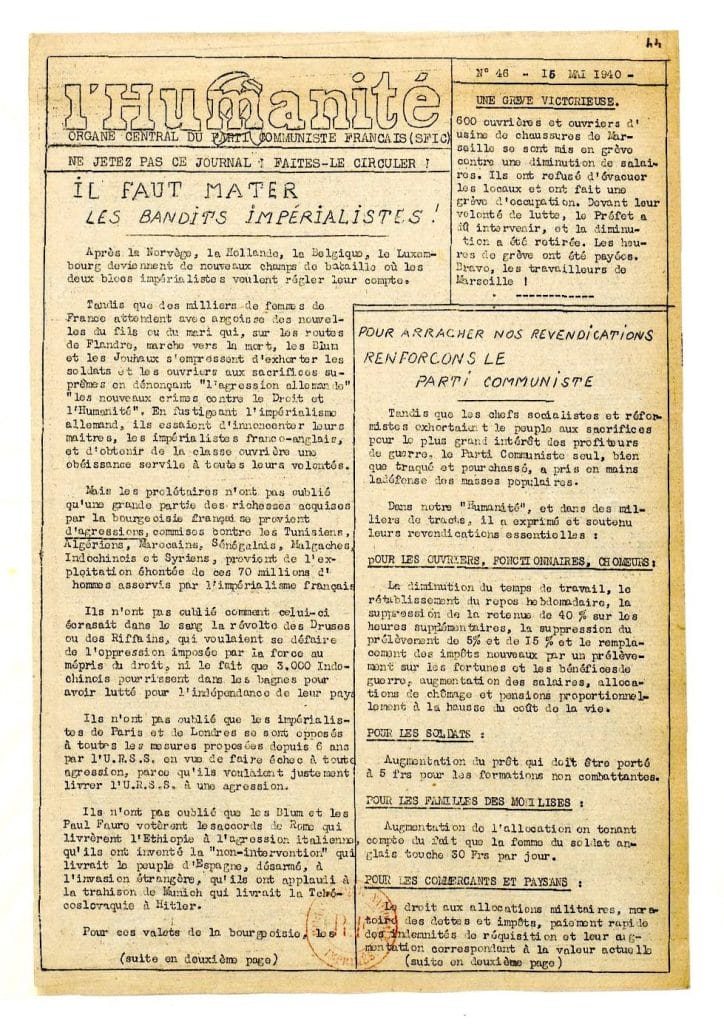 44
l'Humanité
ORGANE CENTRAL DU PARTI COMMUNISTE FRANCAIS(SFIC)
NE JETEZ PAS CE JOURNAL ! FAITES-LE CIRCULER !
IL FAUT MATER
LES BANDITS IMPÉRIALISTES !
Après la Norvège, la Hollande, la Belgique, le Luxem-
bourg deviennent de nouveaux champs de bataille où les
deux blocs impérialistes veulent régler leur compte.
Tandis que des milliers de femmes de
France attendent avec angoisse des nouvel-
les du fils ou du mari qui, sur les routes
de Flandre, marche vers la mort, les Blum
et les Jouhaux s'empressent d'exhorter les
soldats et les ouvriers aux sacrifices su-
prêmes en dénonçant "l'agression allemande"
"les nouveaux crimes contre le Droit et
l'Humanité". En fustigeant l'impérialisme
allemand, ils essaient d'innocenter leurs
maitres, les impérialistes franco-anglais,
et d'obtenir de la classe ouvrière une
obéissance servile à toutes leurs volontés.
Mais les prolétaires n'ont pas oublié
qu'une grande partie des richesses acquises
par la bourgeoisie françai se provient
d'agressions, commises contre les Tunisiens,
Algériens, Marocains, Sénégalais, Malgaches,
Indochinois et Syriens, provient de l'ex-
ploitation éhontée de ces 70 millions d'
hommes asservis par l'impérialisme français
Ils n'ont pas oublié comment celui-ci
écrasait dans le sang la révolte des Druses
ou des Riffains, qui voulaient se défaire
de l'oppression imposée par la force au
mépris du droit, ni le fait que 3.000 Indo-
chinois pourrissent dans les bagnes pour
avoir lutté pour l'indépendance de leur pays
Ils n'ont pas oublié que les impérialis-
tes de Paris et de Londres se sont opposés
à toutes les mesures proposées depuis 6 ans
par l'U.R.S.S. en vue de faire échec à toute
agression, parce qu'ils voulaient justement
livrer l'U.R.S.S. à une agression.
Ils n'ont pas oublié que les Blum et les
Paul Faure votèrent lesaccords de Rome qui
livrèrent l'Ethiopie à l'agression italienne,
qu'ils ont inventé la "non-intervention" qui
livrait le peuple d'Espagne, désarmé, à
l'invasion étrangère, qu'ils ont applaudi à
la trahison de Munich qui livrait la Tché-
coslovaquie à Hitler.
Pour ces valets de la bourgeoisie, les
(suite en deuxième page)
N° 46 - 15 MAI 1940 -
UNE GREVE VICTORIEUSE.
600 ouvrières et ouvriers d'
usine de chaussures de Mar-
seille se sont mis en grève
contre une diminution de salai-
res. Ils ont refusé d'évacuer
les locaux et ont fait une
grève d'occupation. Devant leur
volonté de lutte, le Préfet a
dû intervenir, et la diminu-
tion a été retirée. Les heu-
res de grève ont été payées.
Bravo, les travailleurs de
Marseille !
POUR ARRACHER NOS REVENDICATIONS
RENFORCONS LE
PARTI COMMUNISTE
Tandis que les chefs socialistes et réfor-
mistes exhortaient le peuple aux sacrifices
pour le plus grand intérêt des profiteurs
de guerre, le Parti Communiste seul, bien
que traqué et pourchassé, a pris en mains
ladéfense des masses populaires.
Dans notre "Humanité", et dans des mil-
liers de tracts, il a exprimé et soutenu
leurs revendications essentielles :
pOUR LES OUVRIERS, FONCTIONNAIRES, CHOMEURS:
La diminution du temps de travail, le
rétablissement du repos hebdomadaire, la
suppression de la retenue de 40 % sur les
heures supplémentaires, la suppression du
prélèvement de 5% et de 15 % et le rempla-
cement des impôts nouveaux par un prélève-
ment sur les fortunes et les bénéficesde
guerre, augmentation des salaires, alloca-
tions de chômage et pensions proportionnel-
lement à la hausse du coût de la vie.
POUR LES SOLDATS :
Augmentation du prêt qui doit être porté
à 5 frs pour les formations non combattantes.
POUR LES FAMILLES DES MOBILISES :
Augmentation de l'allocation en tenant
compte du fait que la femme du soldat an-
glais touche 30 Frs par jour.
POUR LES COMMERCANTS ET PAYSANS :
Le droit aux allocations militaires, mora-
toire des dettes et impôts, paiement rapide
des indemnités de réquisition et leur aug-
mentation correspondant à la valeur actuelle
(suite en deuxième page)